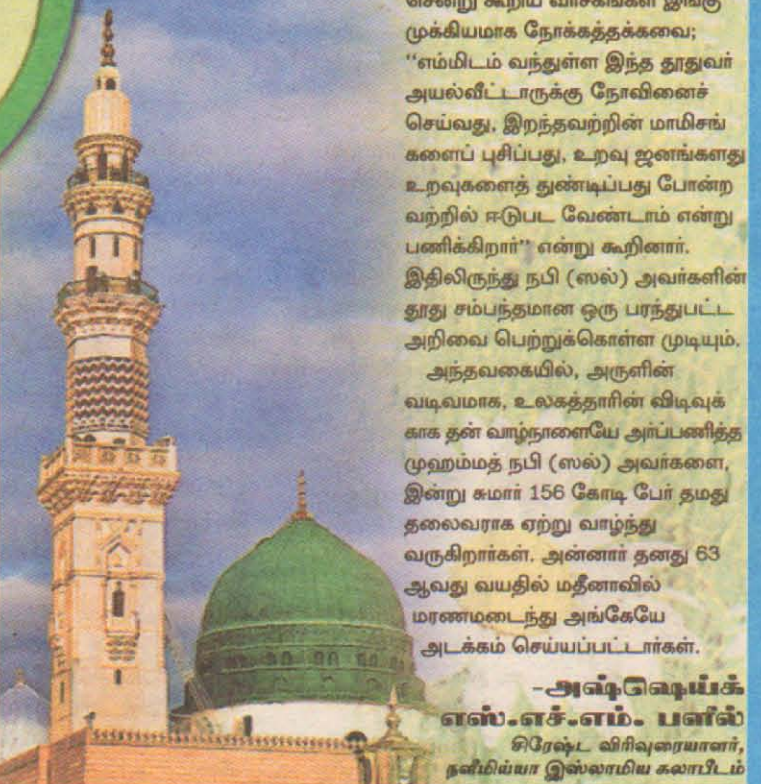 சென்று கூறிய வாசகங்கள் இங்கு
முக்கியமாக நோக்கத்தக்கவை;
“எம்மிடம் வந்துள்ள இந்த தூதுவர்
அயல்வீட்டாருக்கு நோவினைச்
செய்வது, இறந்தவற்றின் மாமிசங்
களைப் புசிப்பது, உறவு ஜனங்களது
உறவுகளைத் துண்டிப்பது போன்ற
வற்றில் ஈடுபட வேண்டாம் என்று
பணிக்கிறார்” என்று கூறினார்.
இதிலிருந்து நபி (ஸல்) அவர்களின்
தூது சம்பந்தமான ஒரு பரந்துபட்ட
அறிவை பெற்றுக்கொள்ள முடியும்.
அந்தவகையில், அருளின்
வடிவமாக, உலகத்தாரின் விடிவுக்
காக தன் வாழ்நாளையே அர்ப்பணித்த
முஹம்மத் நபி (ஸல்) அவர்களை,
இன்று சுமார் 156 கோடி பேர் தமது
தலைவராக ஏற்று வாழ்ந்து
வருகிறார்கள். அன்னார் தனது 63
ஆவது வயதில் மதீனாவில்
மரணமடைந்து அங்கேயே
அடக்கம் செய்யப்பட்டார்கள்.
-அஷ்ஷெய்க்
எஸ்.எச்.எம். பளீல்
சிரேஷ்ட விரிவுரையாளர்,
நளீமிய்யா இஸ்லாமிய கலாபீடம்